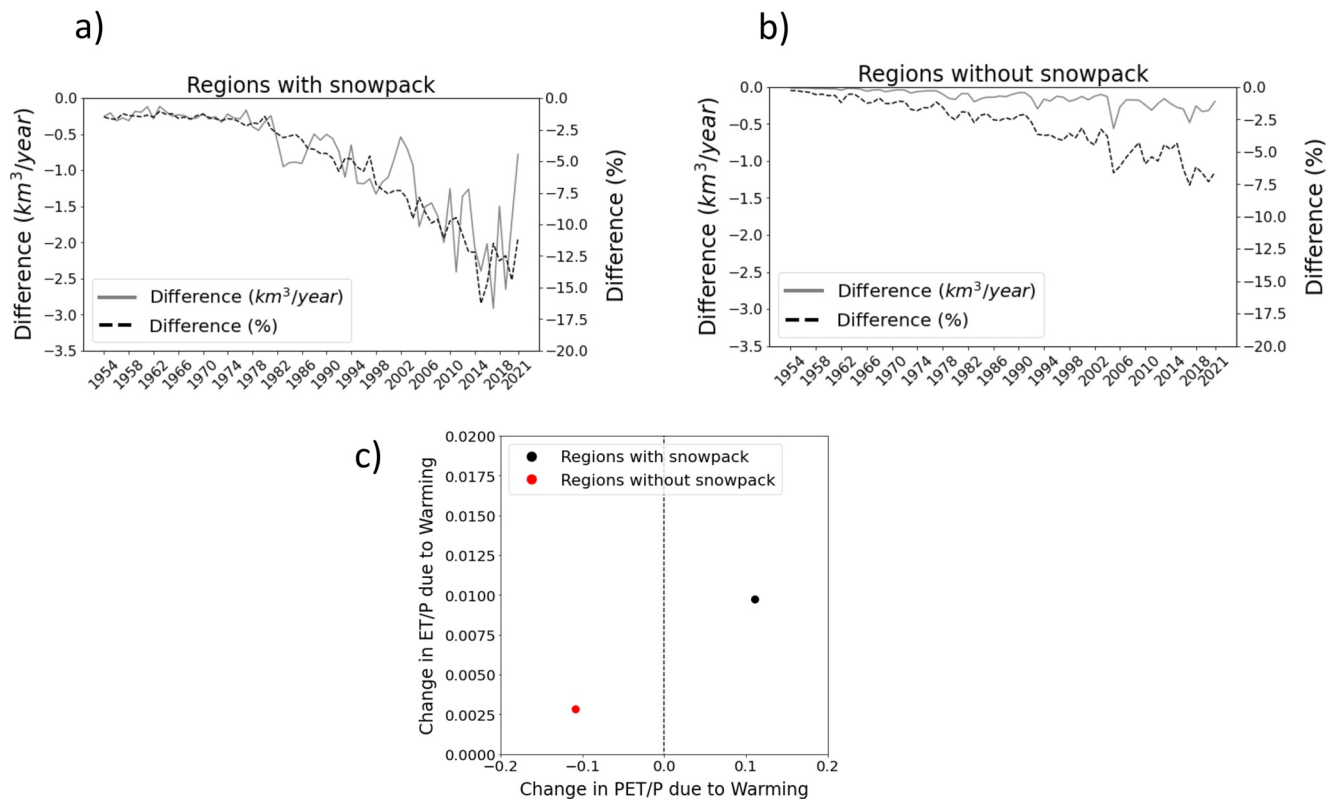 a)
Regions with snowpack
Difference (km³/year)
0.0
−0.5
−1.0
−1.5
−2.0
−2.5
−3.0
−3.5
Difference (km³/year)
Difference (%)
0.0
−2.5
−5.0
−7.5
−10.0
−12.5
−15.0
−17.5
−20.0
Difference (%)
1954 1958 1962 1966 1970 1974 1978 1982 1986 1990 1994 1998 2002 2006 2010 2014 2018 2021
b)
Regions without snowpack
Difference (km³/year)
0.0
−0.5
−1.0
−1.5
−2.0
−2.5
−3.0
−3.5
Difference (km³/year)
Difference (%)
0.0
−2.5
−5.0
−7.5
−10.0
−12.5
−15.0
−17.5
−20.0
Difference (%)
1954 1958 1962 1966 1970 1974 1978 1982 1986 1990 1994 1998 2002 2006 2010 2014 2018 2021
c)
Change in ET/P due to Warming
0.0200
0.0175
0.0150
0.0125
0.0100
0.0075
0.0050
0.0025
0.0000
Regions with snowpack
Regions without snowpack
−0.2 −0.1 0.0 0.1 0.2
Change in PET/P due to Warming